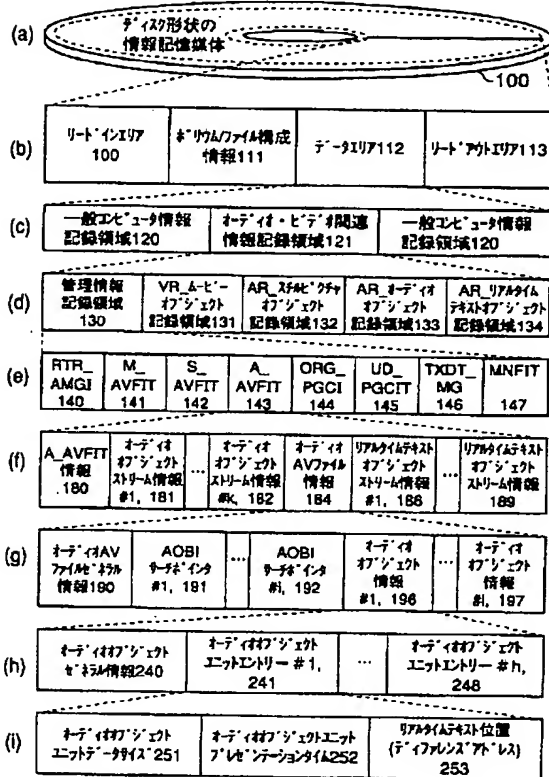 (a)
ディスク形状の
情報記憶媒体
100
(b)
リードインエリア
100
ボリウム/ファイル構成
情報111
データエリア112
リードアウトエリア113
(c)
一般コンピュータ情報
記録領域120
オーディオ・ビデオ関連
情報記録領域121
一般コンピュータ情報
記録領域120
(d)
管理情報
記録領域
130
VR_ムービー
オブジェクト
記録領域131
AR_スチルピクチャ
オブジェクト
記録領域132
AR_オーディオ
オブジェクト
記録領域133
AR_リアルタイム
テキストオブジェクト
記録領域134
(e)
RTR_
AMGI
140
M_
AVFIT
141
S_
AVFIT
142
A_
AVFIT
143
ORG_
PGCI
144
UD_
PGCIT
145
TXDT_
MG
146
MNFIT
147
(f)
A_AVFIT
情報
180
オーディオ
オブジェクト
ストリーム情報
#1, 181
…
オーディオ
オブジェクト
ストリーム情報
#k, 182
オーディオ
AVファイル
情報
184
リアルタイムテキスト
オブジェクト
ストリーム情報
#1, 188
…
リアルタイムテキスト
オブジェクト
ストリーム情報
189
(g)
オーディオAV
ファイルゼネラル
情報190
AOBI
サーチポインタ
#1, 191
…
AOBI
サーチポインタ
#i, 192
オーディオ
オブジェクト
情報
#1, 196
…
オーディオ
オブジェクト
情報
#i, 197
(h)
オーディオオブジェクト
ゼネラル情報240
オーディオオブジェクト
ユニットエントリー #1,
241
…
オーディオオブジェクト
ユニットエントリー #h,
248
(i)
オーディオオブジェクト
ユニットデータサイズ251
オーディオオブジェクトユニット
プレゼンテーションタイム252
リアルタイムテキスト位置
(ディファレンスアドレス)
253